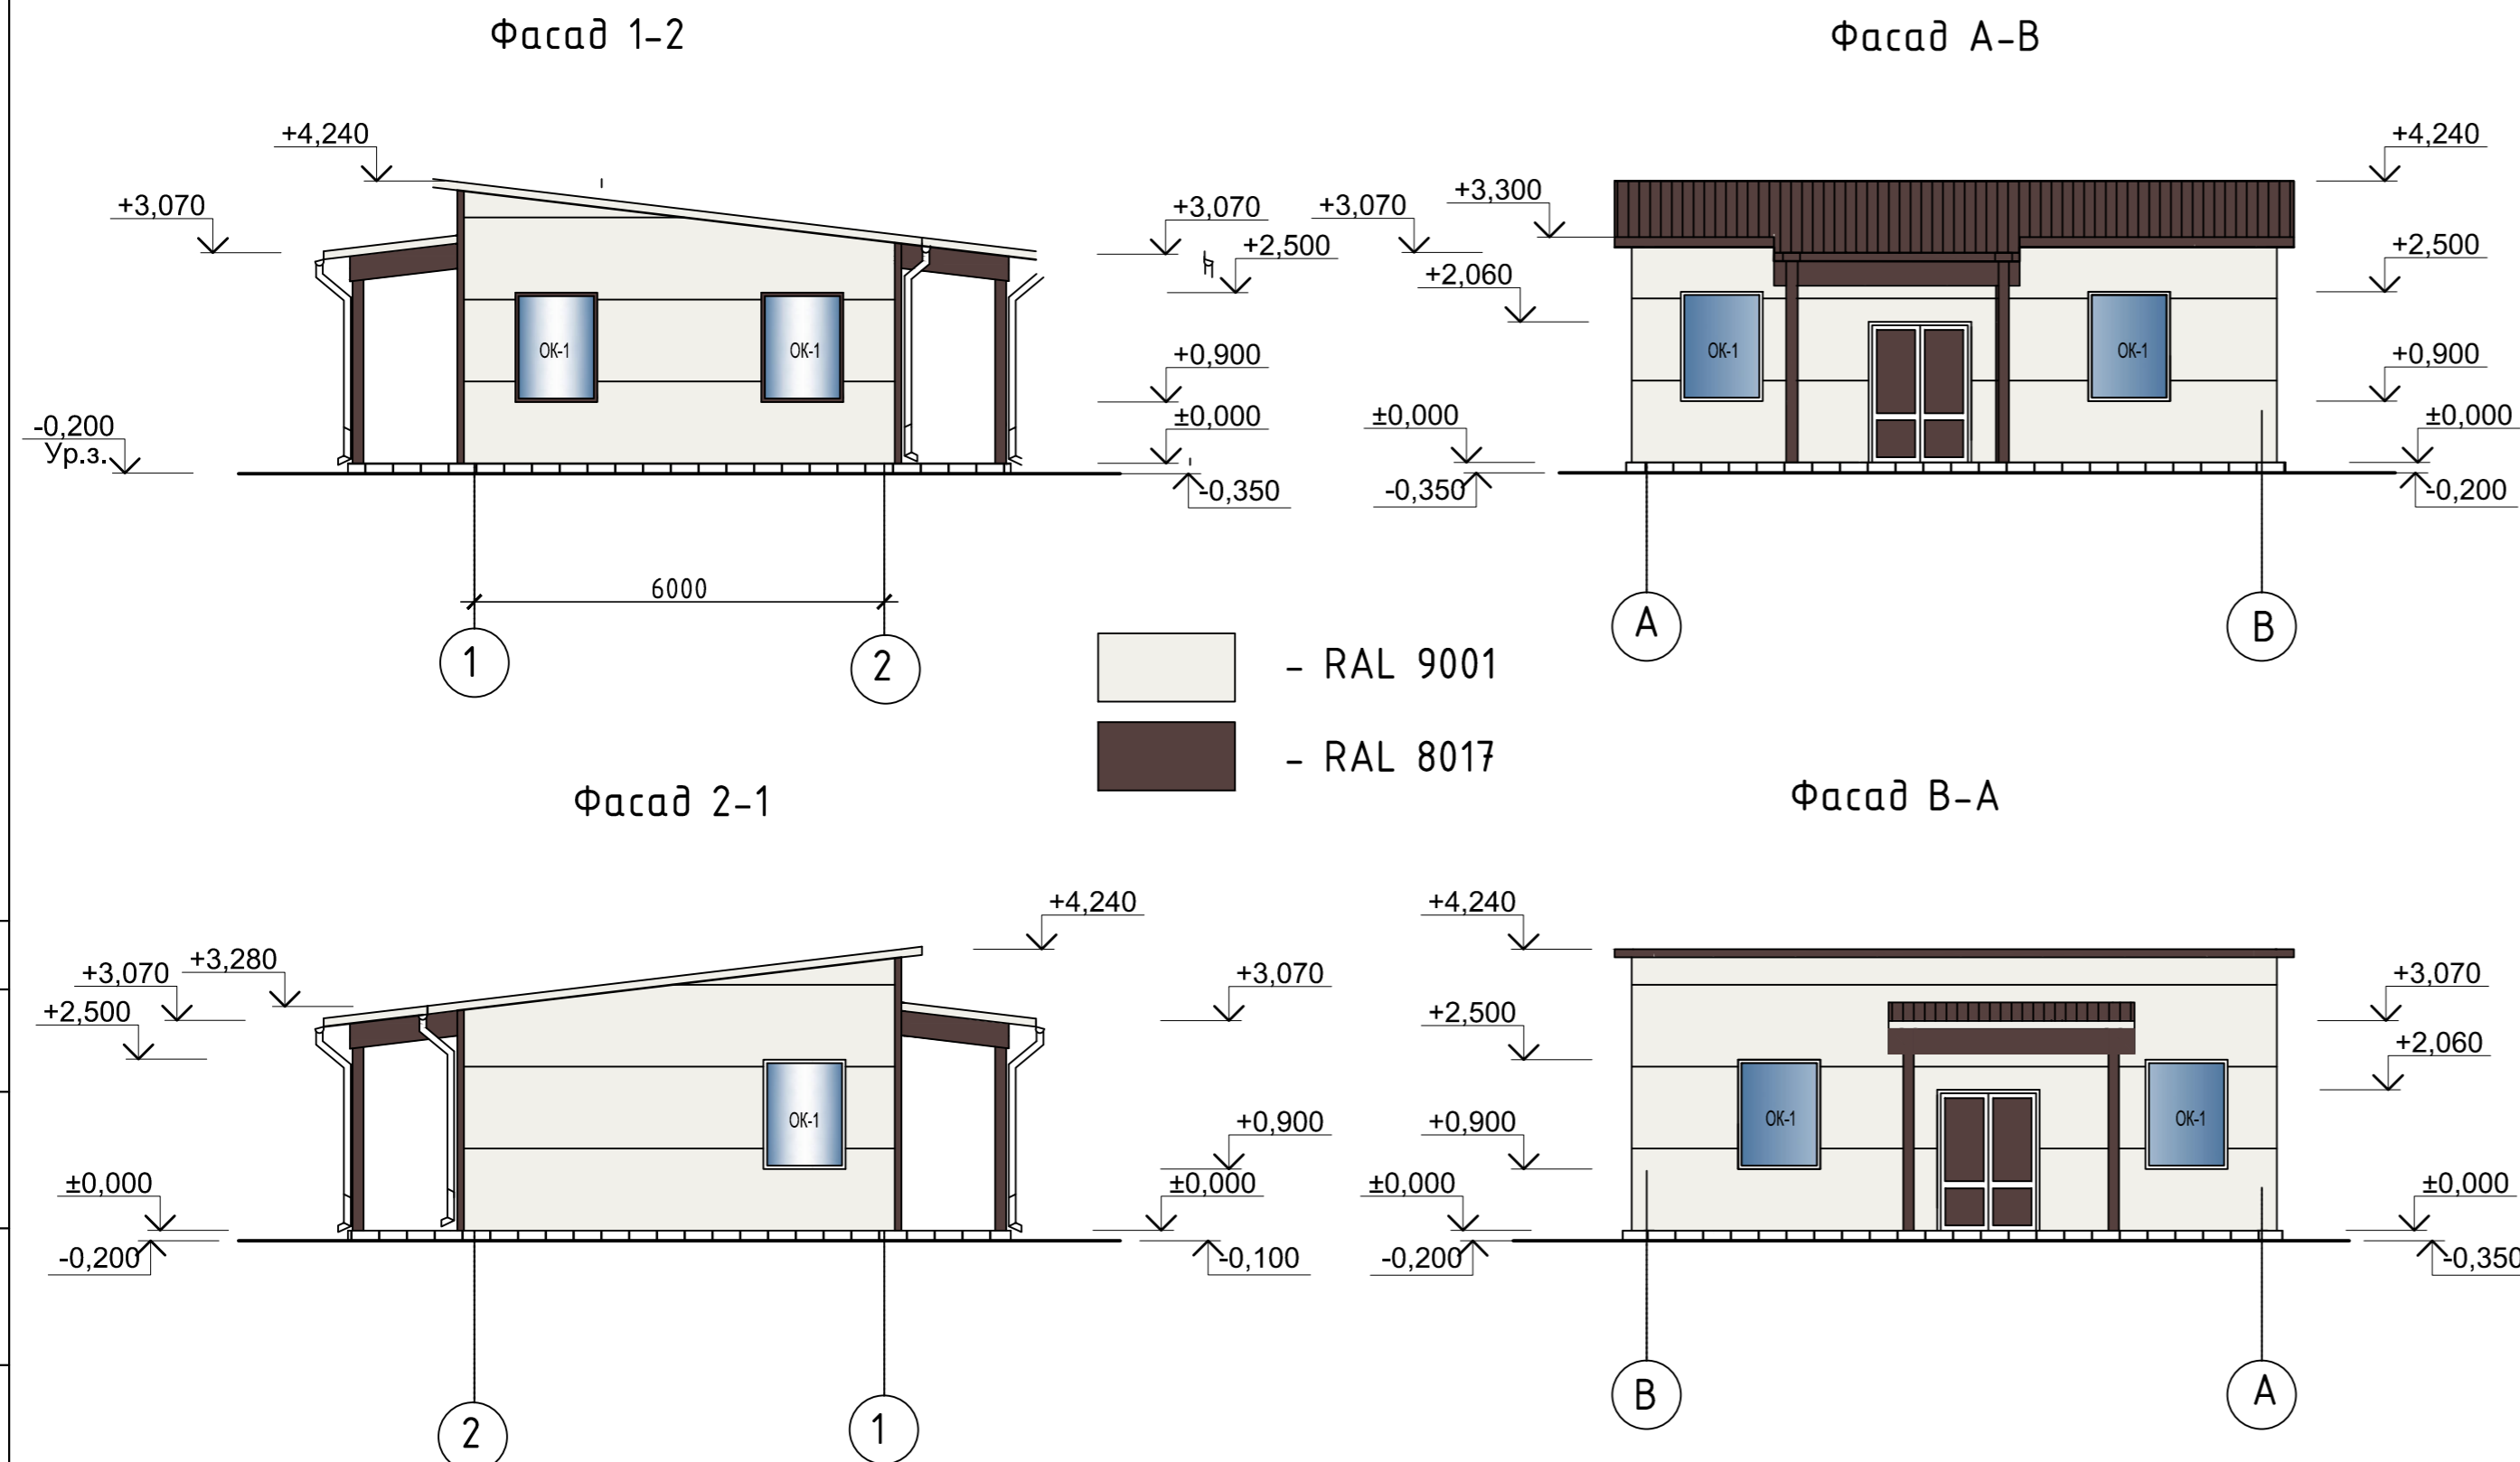 Фасад 1-2
+4,240
+3,070
+3,070
+2,500
ОК-1
ОК-1
+0,900
±0,000
-0,200
Ур.з.
-0,350
6000
1
2
Фасад А-В
+4,240
+3,300
+3,070
+2,500
+2,060
ОК-1
ОК-1
+0,900
±0,000
±0,000
-0,350
-0,200
А
В
- RAL 9001
- RAL 8017
Фасад 2-1
+4,240
+3,280
+3,070
+3,070
+2,500
ОК-1
+0,900
±0,000
±0,000
-0,200
-0,100
2
1
Фасад В-А
+4,240
+3,070
+2,500
+2,060
ОК-1
ОК-1
+0,900
±0,000
±0,000
-0,200
-0,350
В
А